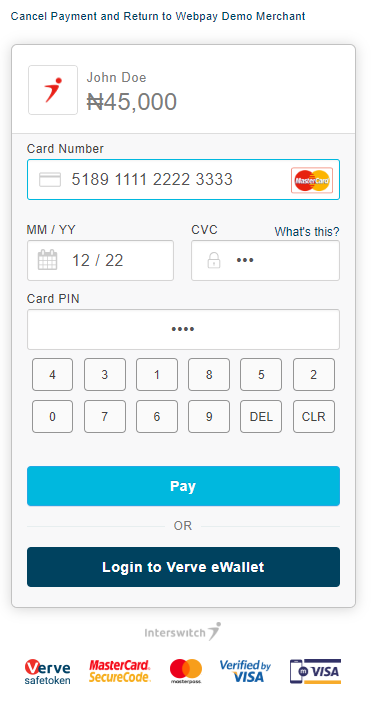 Cancel Payment and Return to Webpay Demo Merchant
John Doe
₦45,000
Card Number
5189 1111 2222 3333
MasterCard
MM / YY
CVC
What's this?
12 / 22
•••
Card PIN
••••
4 3 1 8 5 2
0 7 6 9 DEL CLR
Pay
OR
Login to Verve eWallet
Interswitch
Verve
safetoken
MasterCard.
SecureCode.
masterpass
Verified by
VISA
m VISA